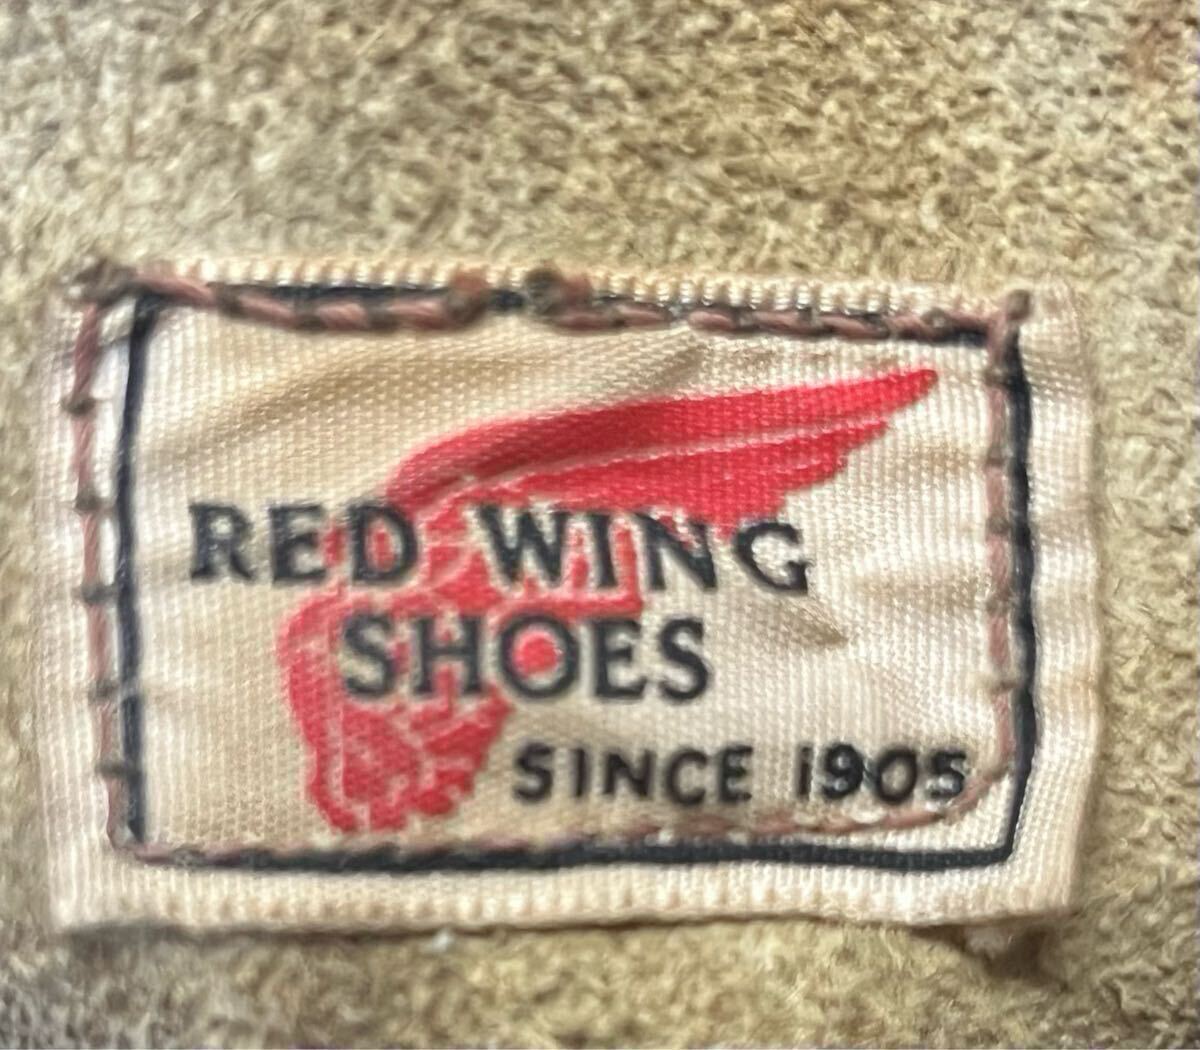 RED WING
SHOES
SINCE 1905